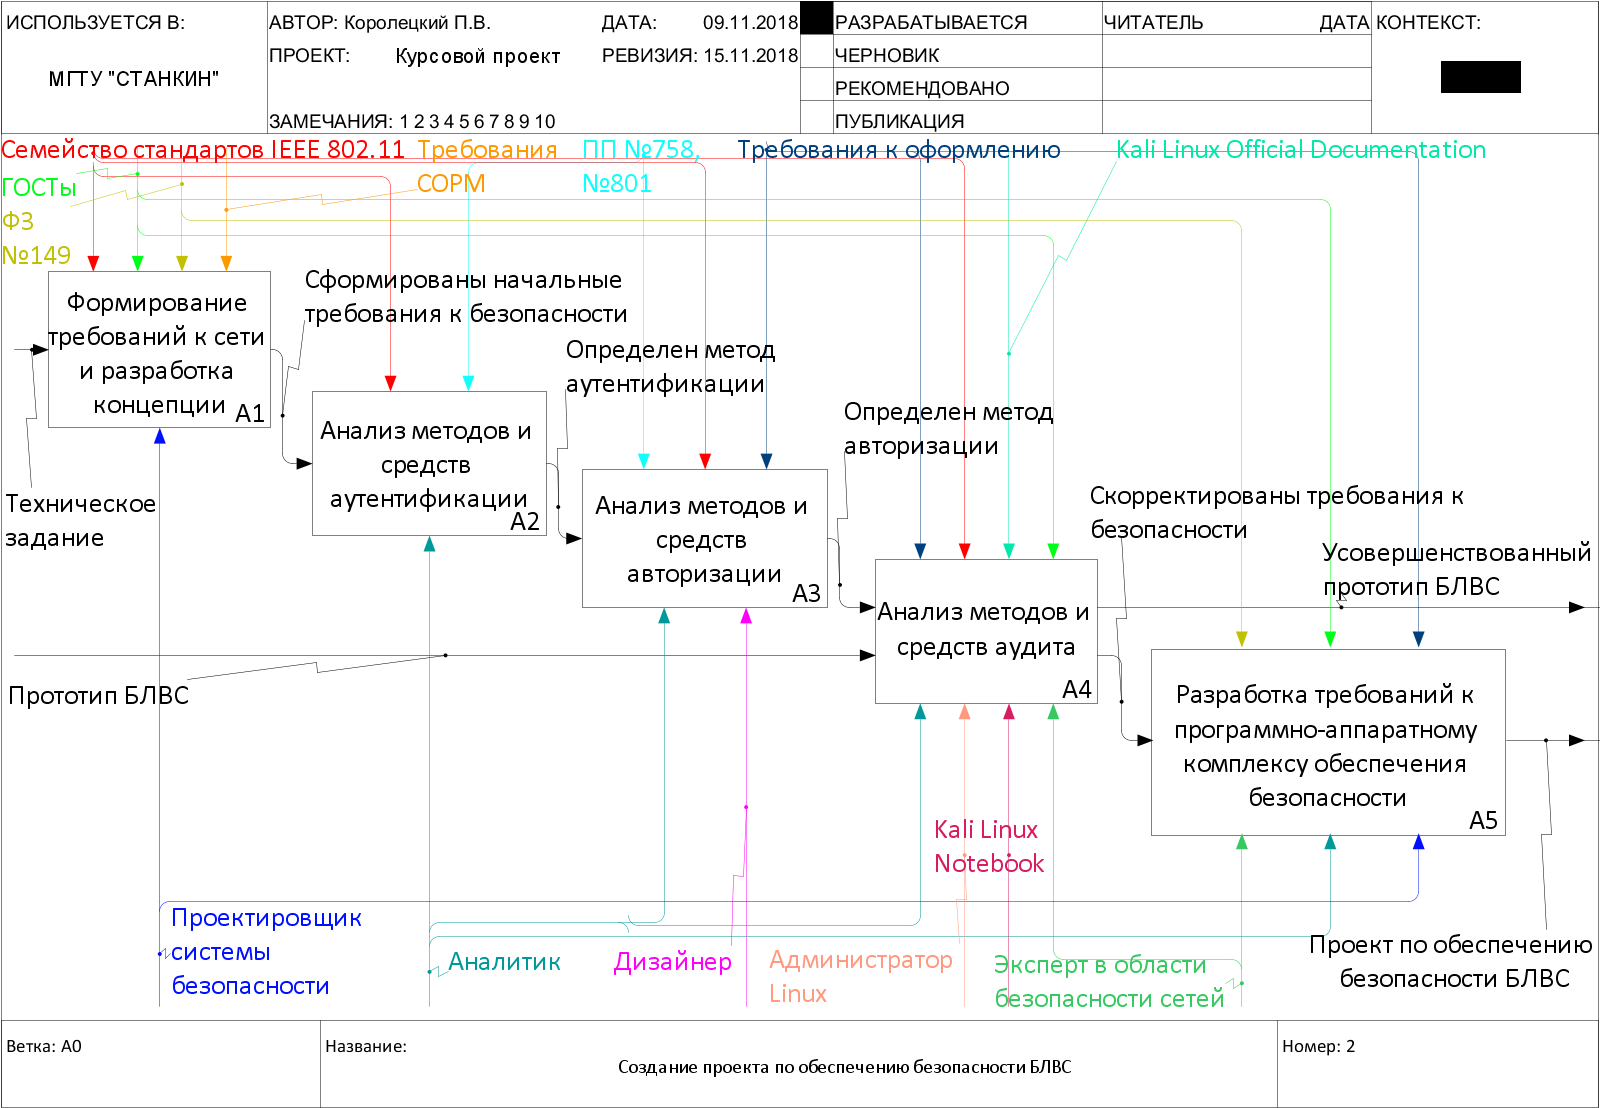 ИСПОЛЬЗУЕТСЯ В:
МГТУ "СТАНКИН"
АВТОР: Королецкий П.В.
ДАТА: 09.11.2018
ПРОЕКТ: Курсовой проект
РЕВИЗИЯ: 15.11.2018
ЗАМЕЧАНИЯ: 1 2 3 4 5 6 7 8 9 10
РАЗРАБАТЫВАЕТСЯ
ЧЕРНОВИК
РЕКОМЕНДОВАНО
ПУБЛИКАЦИЯ
ЧИТАТЕЛЬ
ДАТА
КОНТЕКСТ:
Семейство стандартов IEEE 802.11
Требования
СОРМ
ПП №758,
№801
Требования к оформлению
Kali Linux Official Documentation
ГОСТы
ФЗ
№149
Формирование
требований к сети
и разработка
концепции
A1
Сформированы начальные
требования к безопасности
Определен метод
аутентификации
Анализ методов и
средств
аутентификации
A2
Определен метод
авторизации
Анализ методов и
средств
авторизации
A3
Техническое
задание
Скорректированы требования к
безопасности
Усовершенствованный
прототип БЛВС
Анализ методов и
средств аудита
A4
Прототип БЛВС
Разработка требований к
программно-аппаратному
комплексу обеспечения
безопасности
A5
Kali Linux
Notebook
Проектировщик
системы
безопасности
Аналитик
Дизайнер
Администратор
Linux
Эксперт в области
безопасности сетей
Проект по обеспечению
безопасности БЛВС
Ветка: A0
Название:
Создание проекта по обеспечению безопасности БЛВС
Номер: 2